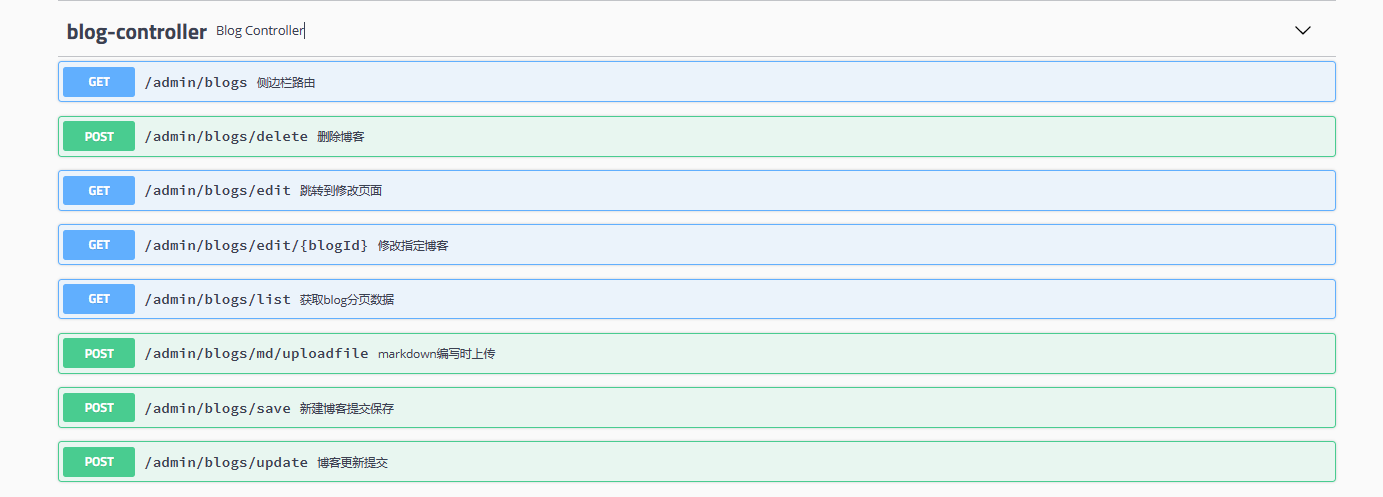 blog-controller Blog Controller
GET /admin/blogs 侧边栏路由
POST /admin/blogs/delete 删除博客
GET /admin/blogs/edit 跳转到修改页面
GET /admin/blogs/edit/{blogId} 修改指定博客
GET /admin/blogs/list 获取blog分页数据
POST /admin/blogs/md/uploadfile markdown编写时上传
POST /admin/blogs/save 新建博客提交保存
POST /admin/blogs/update 博客更新提交